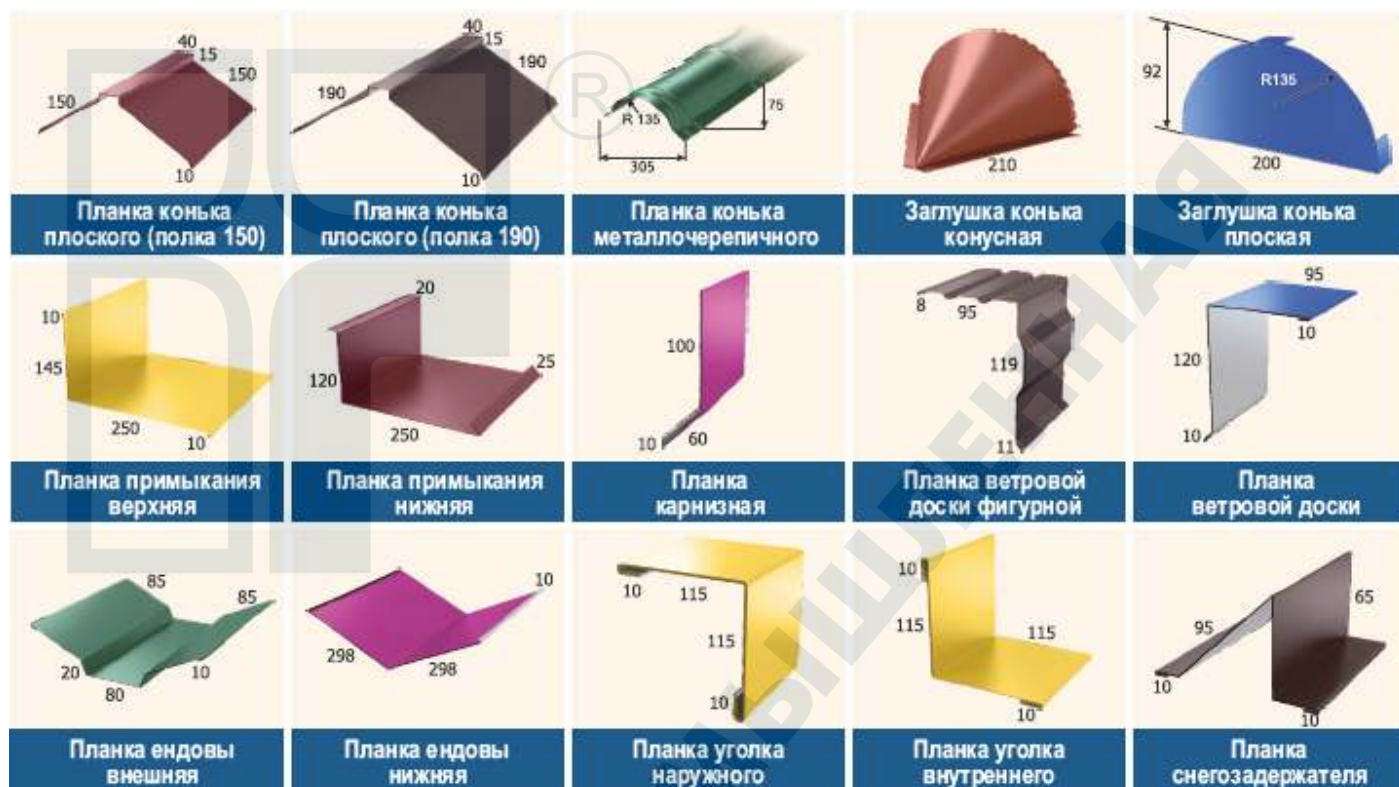 40
15
150
150
10
40
15
190
190
10
R 135
75
305
210
92
R135
200
Планка конька
плоского (полка 150)
Планка конька
плоского (полка 190)
Планка конька
металлочерепичного
Заглушка конька
конусная
Заглушка конька
плоская
10
145
250
10
20
120
25
250
100
10
60
8
95
119
11
95
10
120
10
Планка примыкания
верхняя
Планка примыкания
нижняя
Планка
карнизная
Планка ветровой
доски фигурной
Планка
ветровой доски
85
85
20
10
80
10
298
298
10
115
115
10
10
115
115
10
65
95
10
10
Планка ендовы
внешняя
Планка ендовы
нижняя
Планка уголка
наружного
Планка уголка
внутреннего
Планка
снегозадержателя
®